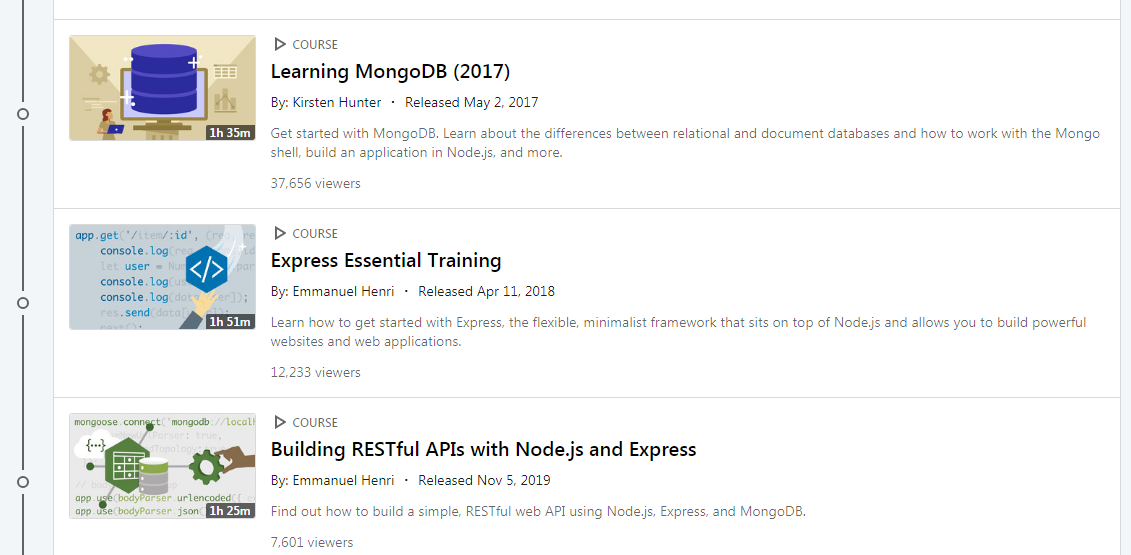 COURSE
Learning MongoDB (2017)
By: Kirsten Hunter · Released May 2, 2017
Get started with MongoDB. Learn about the differences between relational and document databases and how to work with the Mongo
shell, build an application in Node.js, and more.
1h 35m
37,656 viewers
app.get('/item/:id', (req, re
console.log(req
let user = Num
console.log(us
console.log(dat
res.send(dat
next();
1h 51m
COURSE
Express Essential Training
By: Emmanuel Henri · Released Apr 11, 2018
Learn how to get started with Express, the flexible, minimalist framework that sits on top of Node.js and allows you to build powerful
websites and web applications.
12,233 viewers
mongoose.connect('mongodb://localh
true,
{...}
app.use(bodyParser.urlencoded({ e
app.use(bodyParser.json(
1h 25m
COURSE
Building RESTful APIs with Node.js and Express
By: Emmanuel Henri · Released Nov 5, 2019
Find out how to build a simple, RESTful web API using Node.js, Express, and MongoDB.
7,601 viewers